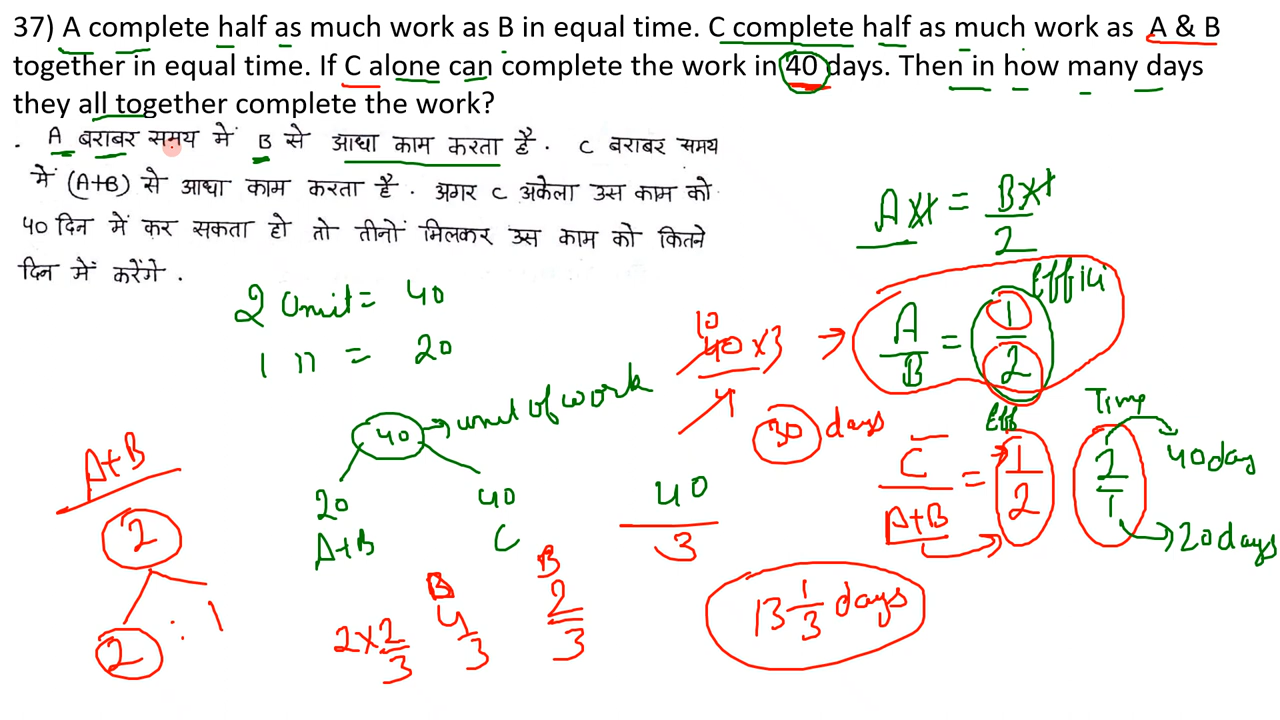 37) A complete half as much work as B in equal time. C complete half as much work as A & B
together in equal time. If C alone can complete the work in 40 days. Then in how many days
they all together complete the work?
. A बराबर समय में B से आधा काम करता है . C बराबर समय
में (A+B) से आधा काम करता है . अगर C अकेला उस काम को
40 दिन में कर सकता हो तो तीनों मिलकर उस काम को कितने
दिन में करेंगे .
A = B
2
Effici
A/B = 1/2
2 Unit = 40
1 n = 20
10
40 x 3
4
30 days
40 → unit of work
20 40
A+B C
40
3
13 1/3 days
Eff Time
C/A+B = 1/2 2/1
40 day
20 days
A+B
2
2 : 1
B B
2 x 2/3 4/3 2/3